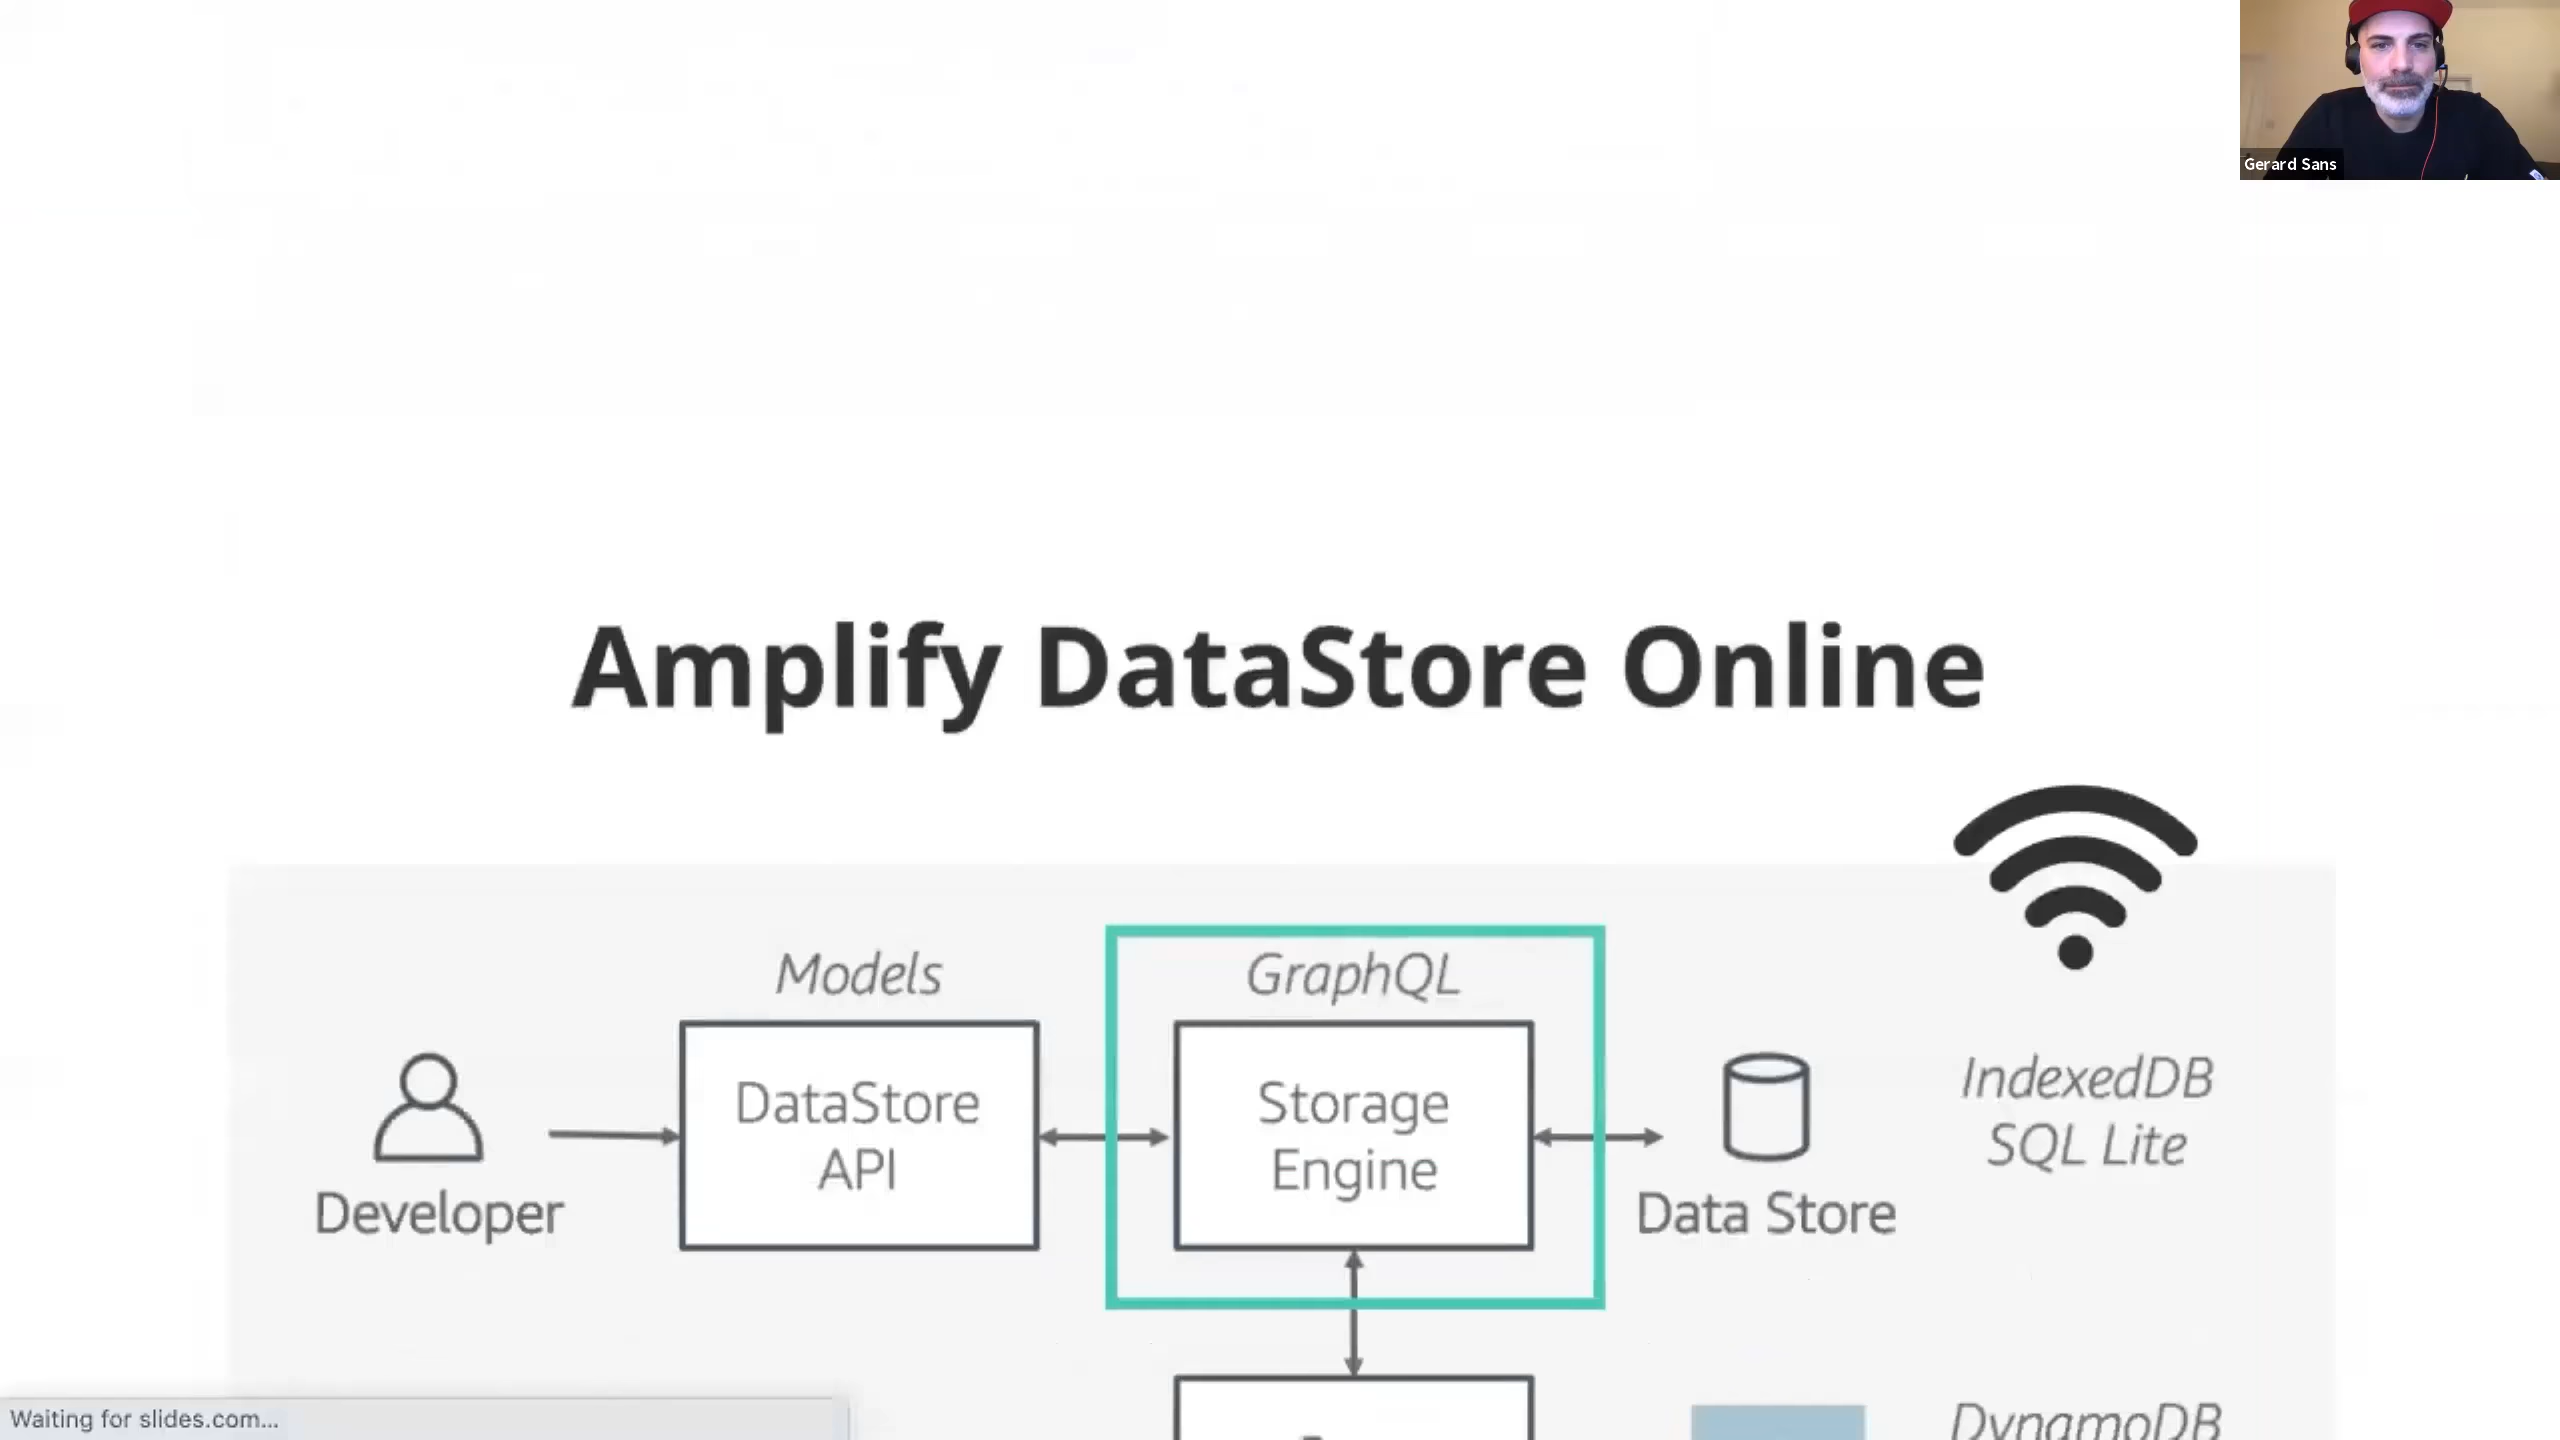 Gerard Sans
Amplify DataStore Online
Models
GraphQL
DataStore
API
Storage
Engine
IndexedDB
SQL Lite
Developer
Data Store
DynamoDB
Waiting for slides.com...